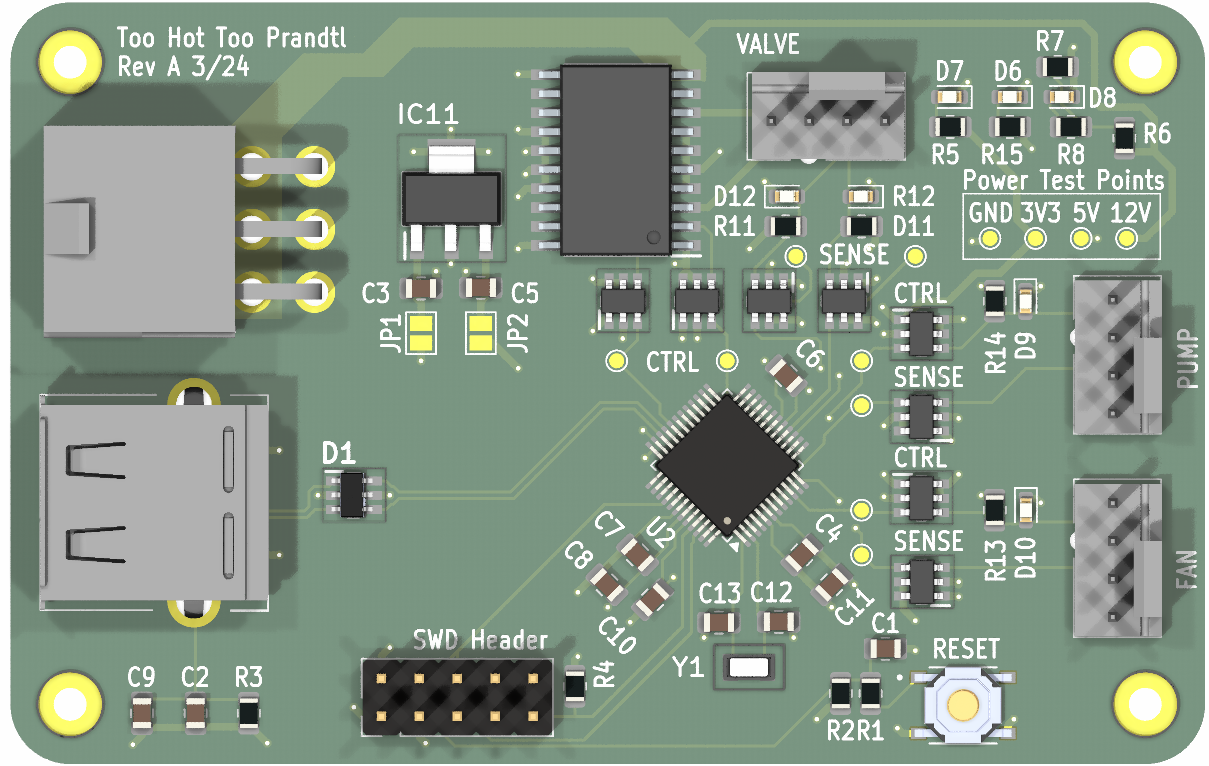 Too Hot Too Prandtl
Rev A 3/24
VALVE
R7
D7
D6
D8
IC11
R5
R15
R8
R6
Power Test Points
GND 3V3 5V 12V
D12
R12
R11
D11
SENSE
C3
C5
JP1
JP2
CTRL
CTRL
C6
R14
D9
PUMP
SENSE
D1
CTRL
C7
U2
C4
SENSE
R13
D10
FAN
C8
C10
C11
C13
C12
C1
SWD Header
R4
Y1
RESET
C9
C2
R3
R2
R1